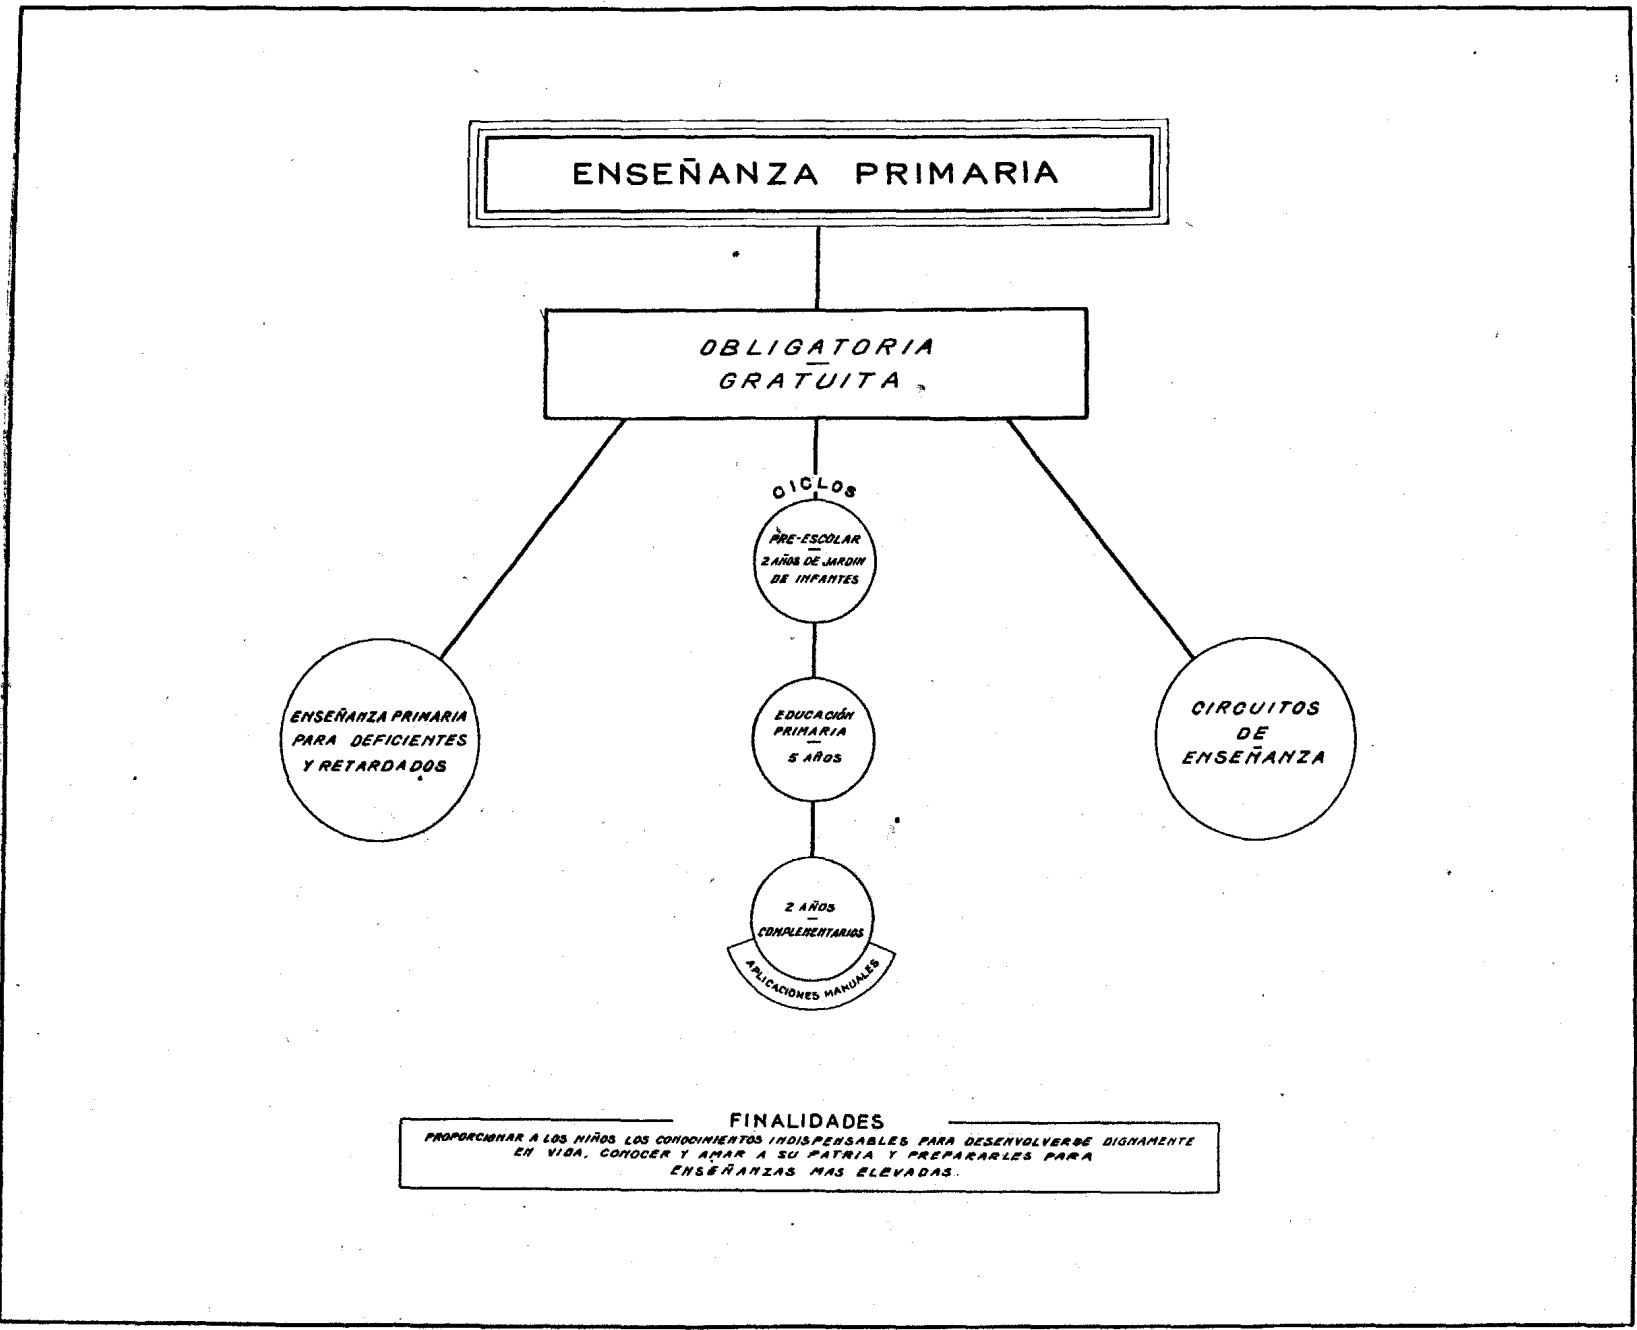 ENSEÑANZA PRIMARIA
OBLIGATORIA
GRATUITA
CICLOS
PRE-ESCOLAR
2 AÑOS DE JARDIN
DE INFANTES
ENSEÑANZA PRIMARIA
PARA DEFICIENTES
Y RETARDADOS
EDUCACIÓN
PRIMARIA
5 AÑOS
CIRCUITOS
DE
ENSEÑANZA
2 AÑOS
COMPLEMENTARIOS
APLICACIONES MANUALES
FINALIDADES
PROPORCIONAR A LOS NIÑOS LOS CONOCIMIENTOS INDISPENSABLES PARA DESENVOLVERSE DIGNAMENTE
EN VIDA, CONOCER Y AMAR A SU PATRIA Y PREPARARLES PARA
ENSEÑANZAS MAS ELEVADAS.